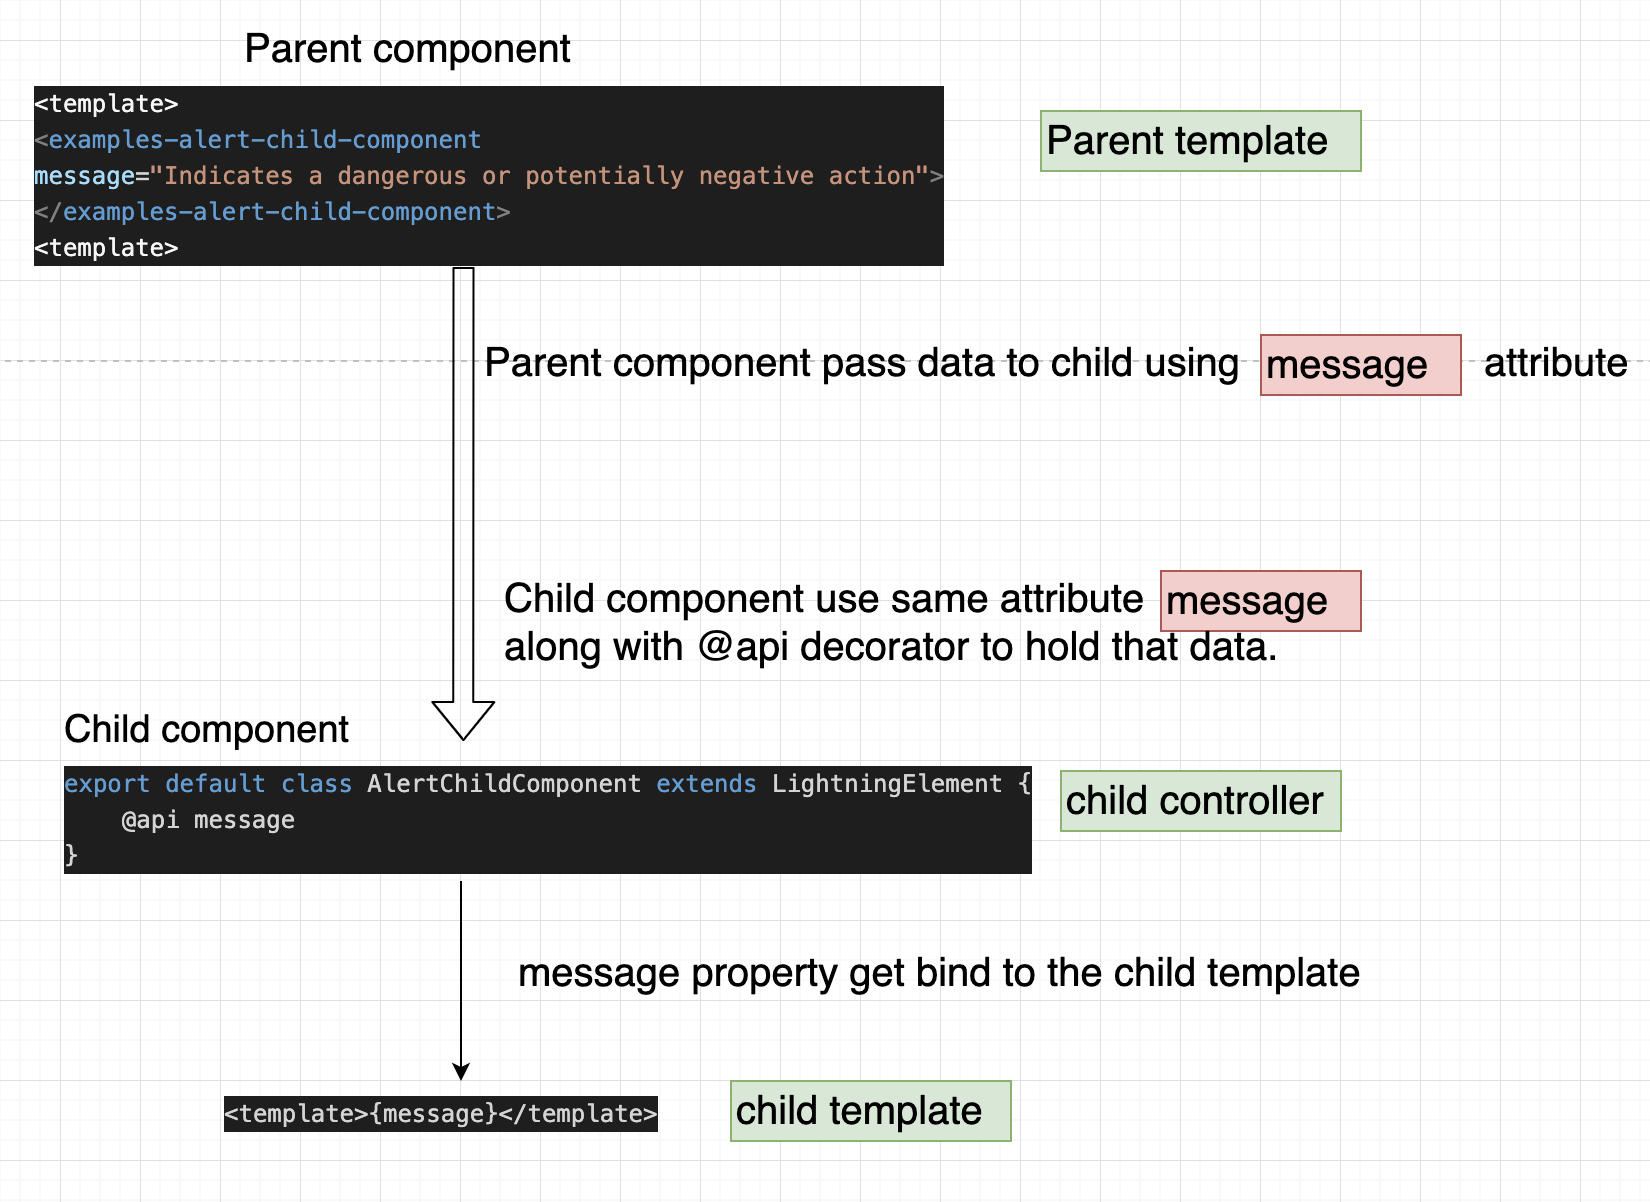 Parent component
<template>
<examples-alert-child-component
message="Indicates a dangerous or potentially negative action">
</examples-alert-child-component>
<template>
Parent template
Parent component pass data to child using message attribute
Child component use same attribute message
along with @api decorator to hold that data.
Child component
export default class AlertChildComponent extends LightningElement {
    @api message
}
child controller
message property get bind to the child template
<template>{message}</template>
child template